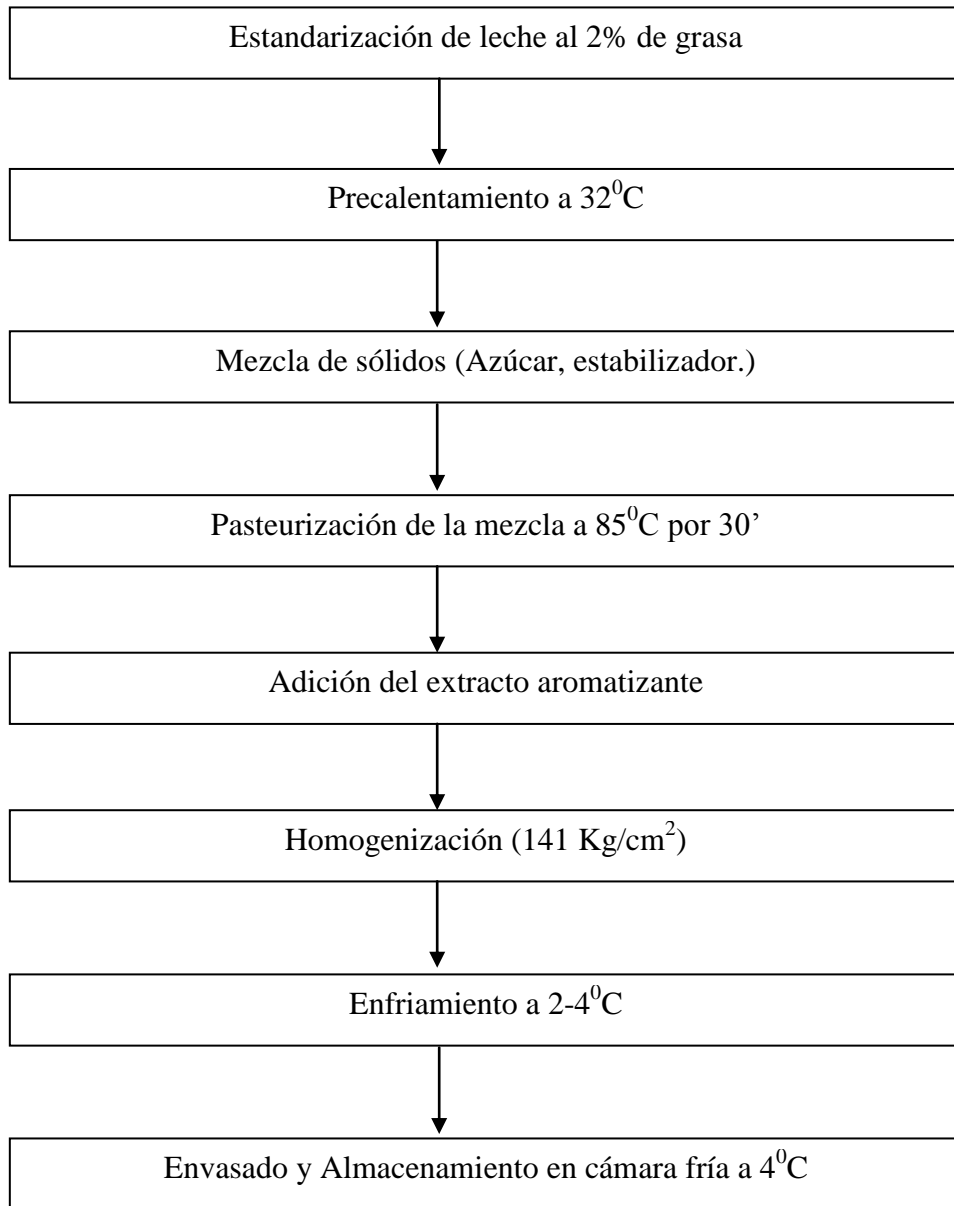 Estandarización de leche al 2% de grasa
Precalentamiento a 32⁰C
Mezcla de sólidos (Azúcar, estabilizador.)
Pasteurización de la mezcla a 85⁰C por 30’
Adición del extracto aromatizante
Homogenización (141 Kg/cm²)
Enfriamiento a 2-4⁰C
Envasado y Almacenamiento en cámara fría a 4⁰C